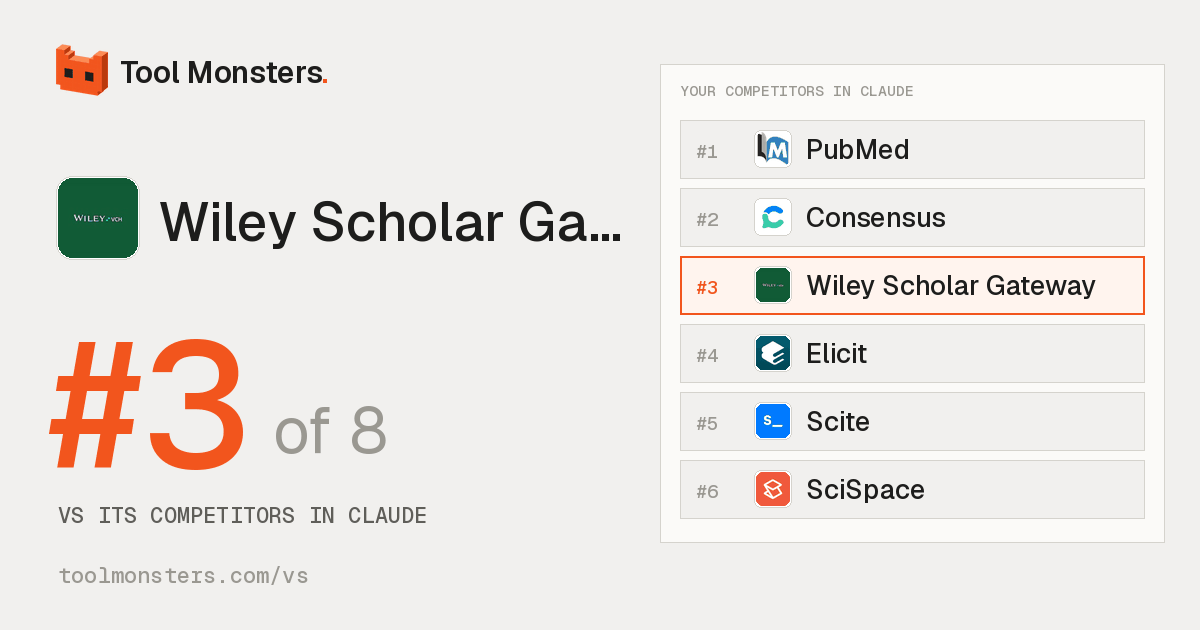 Tool Monsters.
WILEY-VCH
Wiley Scholar Ga...
#3 of 8
VS ITS COMPETITORS IN CLAUDE
toolmonsters.com/vs
YOUR COMPETITORS IN CLAUDE
#1 PubMed
#2 Consensus
#3 Wiley Scholar Gateway
#4 Elicit
#5 S_ Scite
#6 SciSpace